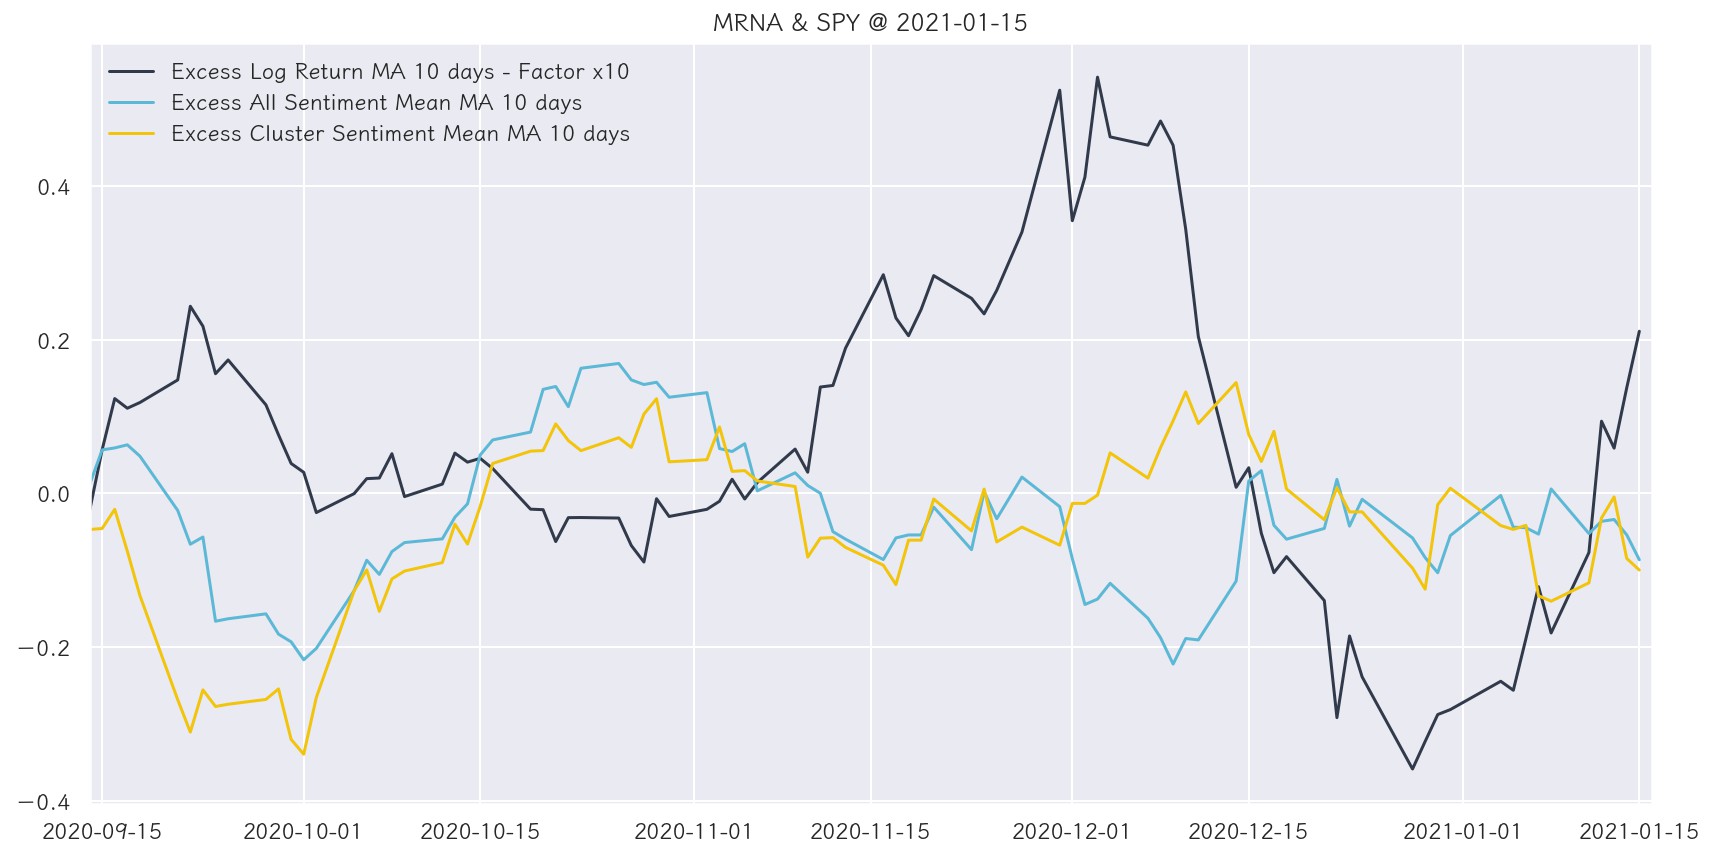 MRNA & SPY @ 2021-01-15
Excess Log Return MA 10 days - Factor x10
Excess All Sentiment Mean MA 10 days
Excess Cluster Sentiment Mean MA 10 days
0.4
0.2
0.0
−0.2
−0.4
2020-09-15 2020-10-01 2020-10-15 2020-11-01 2020-11-15 2020-12-01 2020-12-15 2021-01-01 2021-01-15